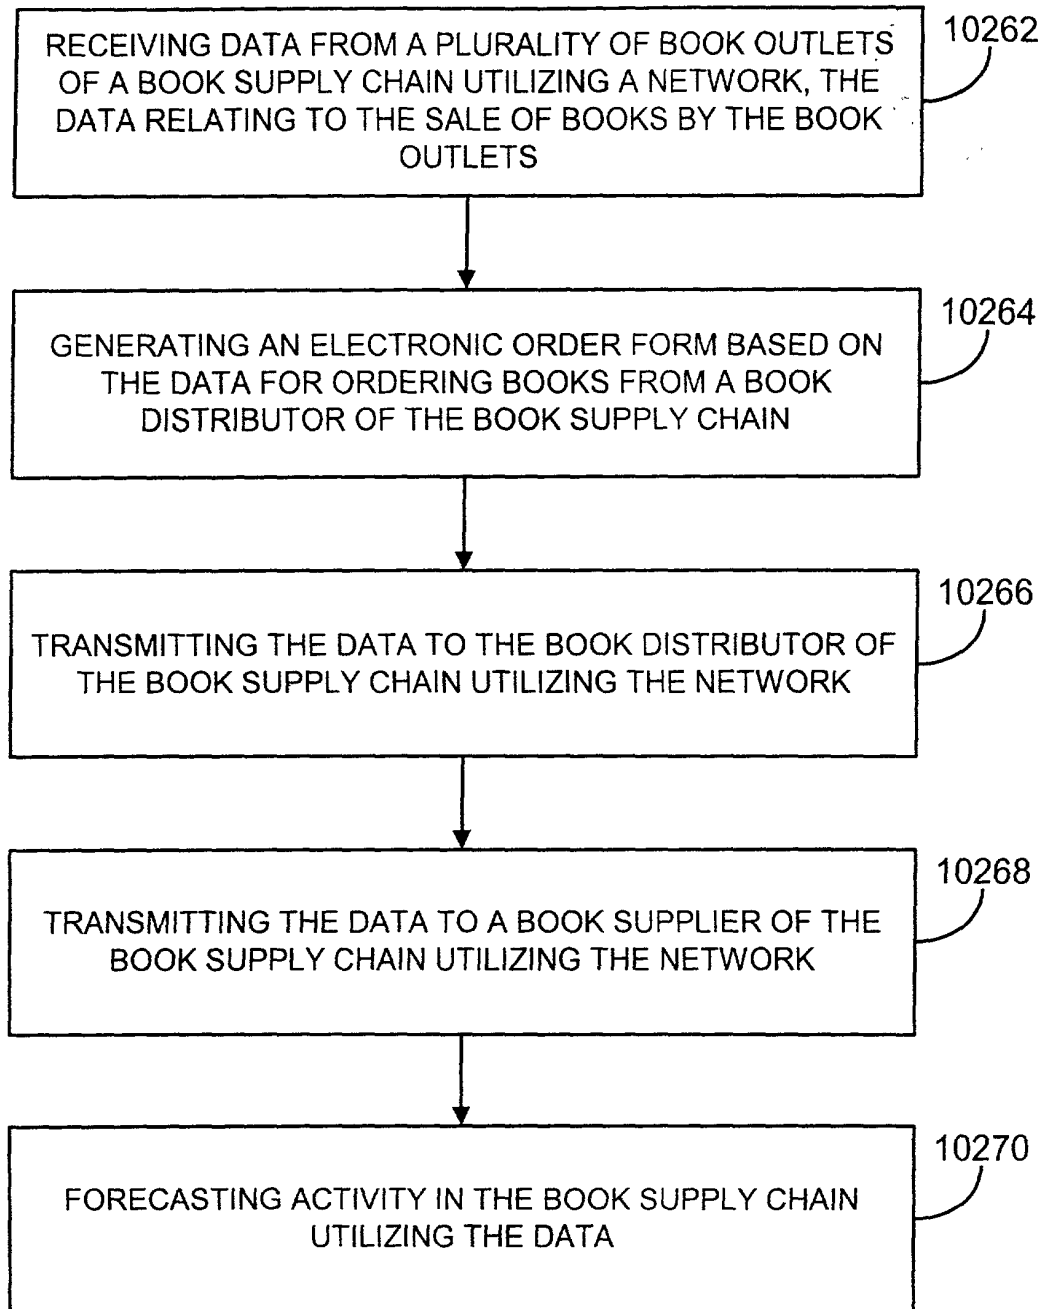 RECEIVING DATA FROM A PLURALITY OF BOOK OUTLETS
OF A BOOK SUPPLY CHAIN UTILIZING A NETWORK, THE
DATA RELATING TO THE SALE OF BOOKS BY THE BOOK
OUTLETS
10262
GENERATING AN ELECTRONIC ORDER FORM BASED ON
THE DATA FOR ORDERING BOOKS FROM A BOOK
DISTRIBUTOR OF THE BOOK SUPPLY CHAIN
10264
TRANSMITTING THE DATA TO THE BOOK DISTRIBUTOR OF
THE BOOK SUPPLY CHAIN UTILIZING THE NETWORK
10266
TRANSMITTING THE DATA TO A BOOK SUPPLIER OF THE
BOOK SUPPLY CHAIN UTILIZING THE NETWORK
10268
FORECASTING ACTIVITY IN THE BOOK SUPPLY CHAIN
UTILIZING THE DATA
10270